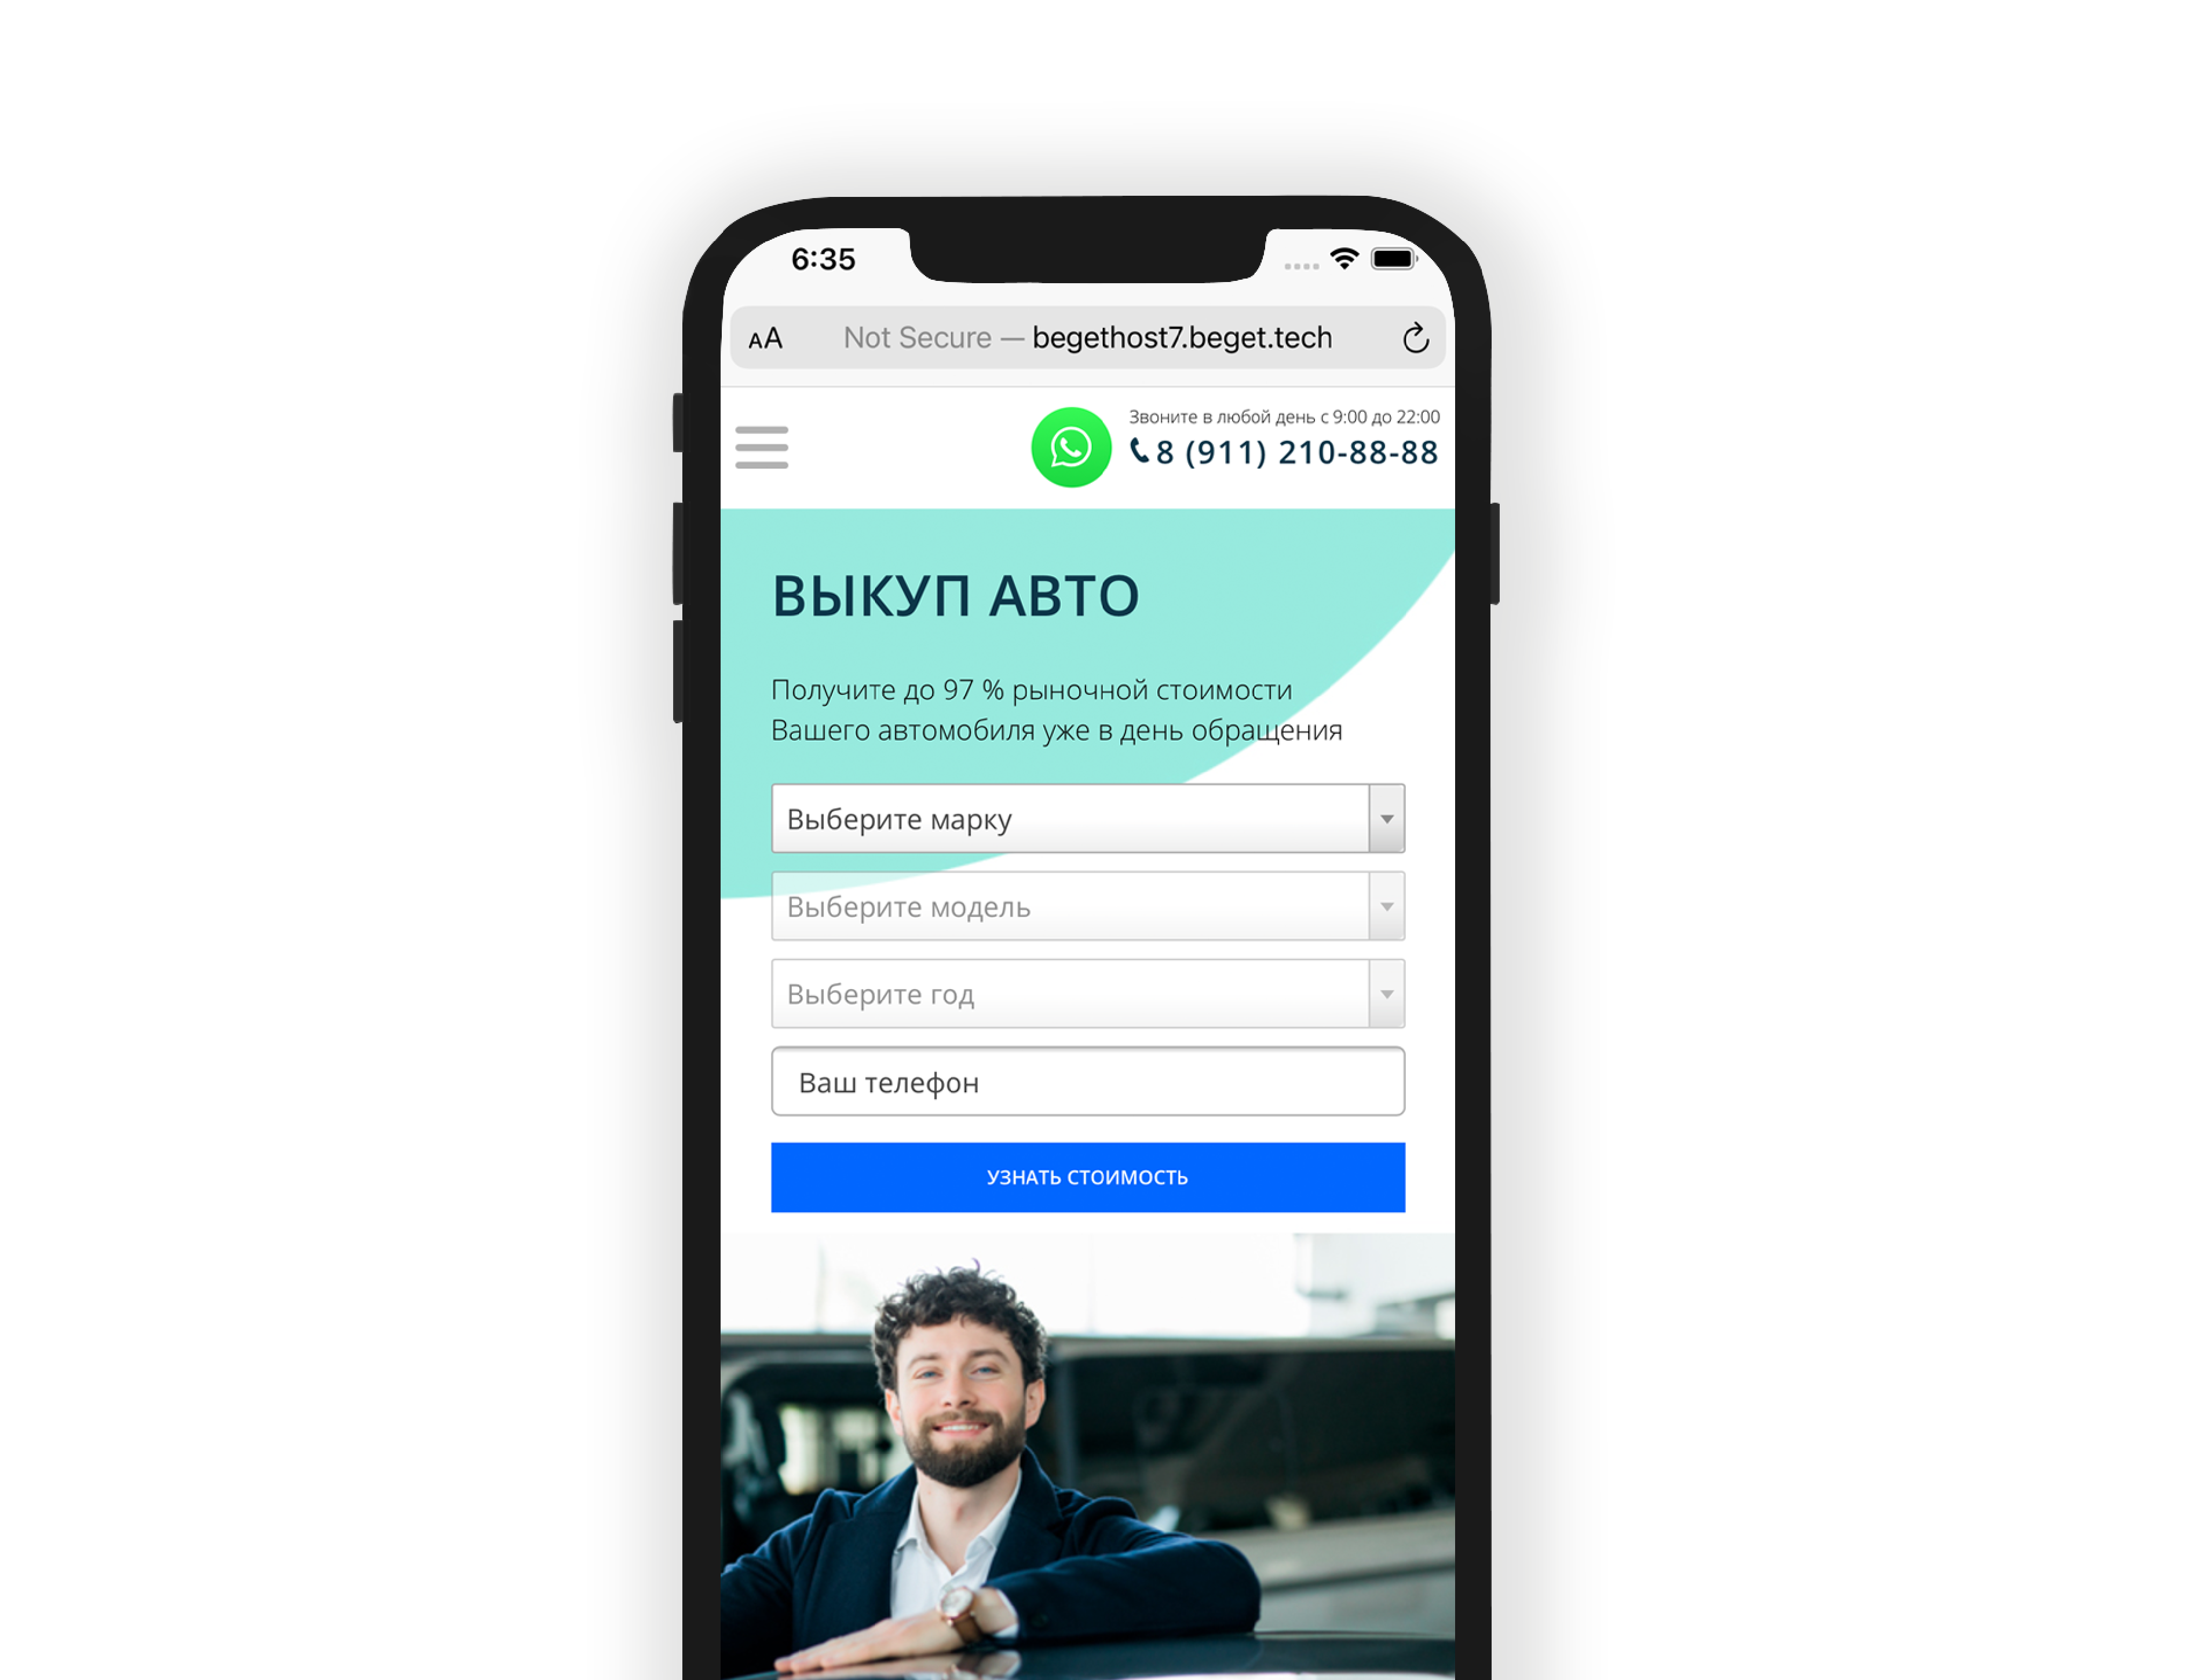 6:35
AA Not Secure — begethost7.beget.tech
Звоните в любой день с 9:00 до 22:00
8 (911) 210-88-88
ВЫКУП АВТО
Получите до 97 % рыночной стоимости
Вашего автомобиля уже в день обращения
Выберите марку
Выберите модель
Выберите год
Ваш телефон
УЗНАТЬ СТОИМОСТЬ